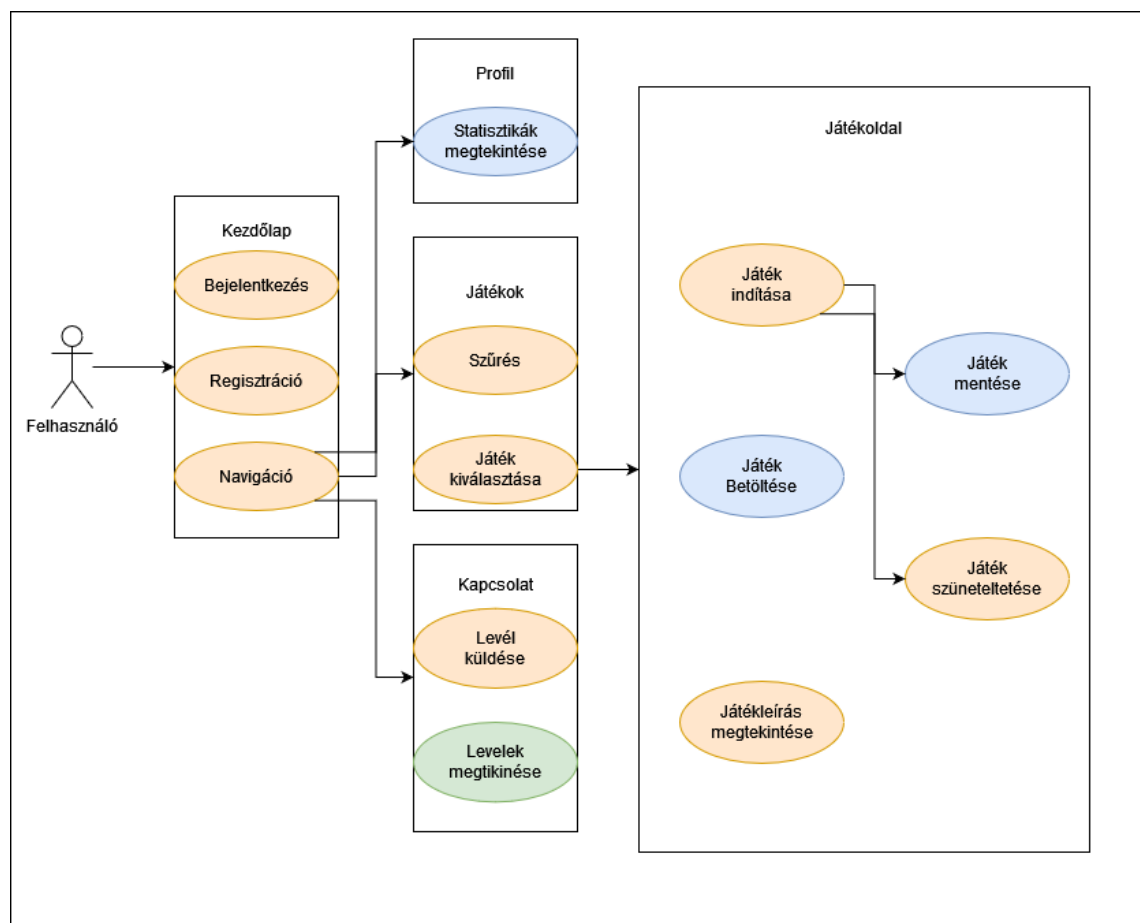 Profil
Statisztikák
megtekintése
Játékoldal
Kezdőlap
Bejelentkezés
Regisztráció
Navigáció
Felhasználó
Játékok
Szűrés
Játék
kiválasztása
Kapcsolat
Levél
küldése
Levelek
megtikinése
Játék
indítása
Játék
mentése
Játék
Betöltése
Játék
szüneteltetése
Játékleírás
megtekintése